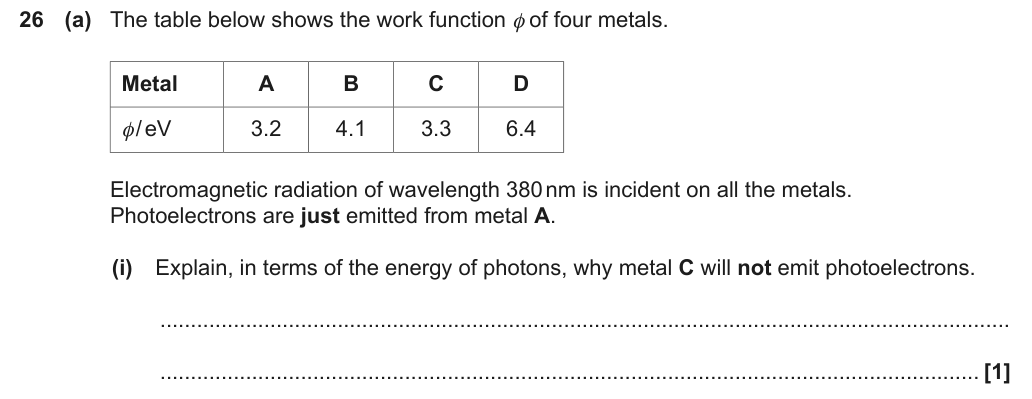 26 (a) The table below shows the work function ϕ of four metals.
Metal A B C D
ϕ/eV 3.2 4.1 3.3 6.4
Electromagnetic radiation of wavelength 380 nm is incident on all the metals.
Photoelectrons are just emitted from metal A.
(i) Explain, in terms of the energy of photons, why metal C will not emit photoelectrons.
..........................................................................................................................................
.................................................................................................................................. [1]